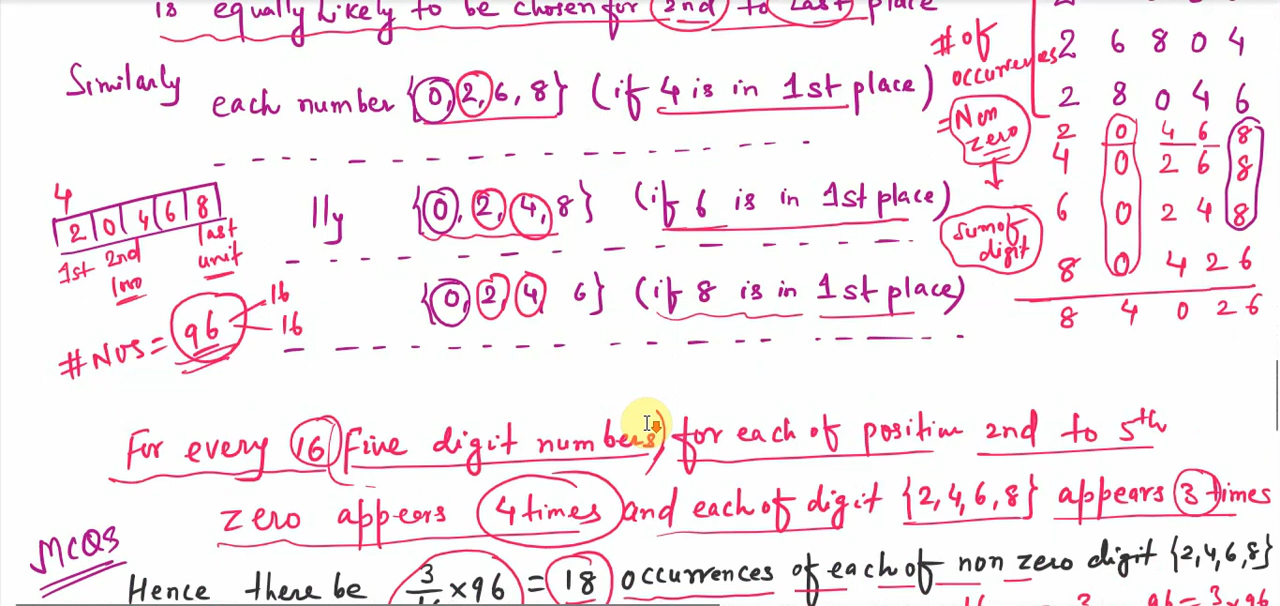 is equally likely to be chosen for 2nd to last place
Similarly each number {0, 2, 6, 8} (if 4 is in 1st place)
lly {0, 2, 4, 8} (if 6 is in 1st place)
{0, 2, 4 6} (if 8 is in 1st place)
4
2 0 4 6 8
1st 2nd last
unit
# Nos = 96 16
16
# of
occurrences
= Non
zero
sum of
digit
2 6 8 0 4
2 8 0 4 6
2 0 4 6 8
4 0 2 6 8
6 0 2 4 8
8 0 4 2 6
8 4 0 2 6
For every 16 (five digit numbers) for each of position 2nd to 5th
zero appers 4 times and each of digit {2, 4, 6, 8} appears 3 times
MCQS
Hence there be 3 × 96 = 18 occurrences of each of non zero digit {2, 4, 6, 8}